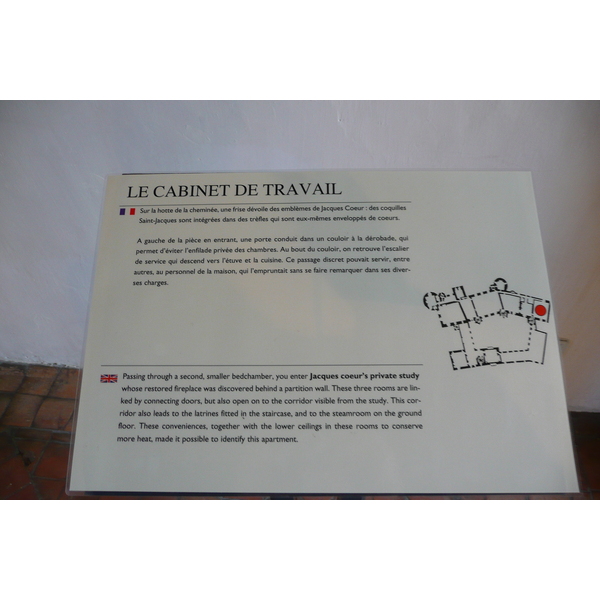 LE CABINET DE TRAVAIL
Sur la hotte de la cheminée, une frise dévoile des emblèmes de Jacques Coeur : des coquilles
Saint-Jacques sont intégrées dans des trèfles qui sont eux-mêmes enveloppés de coeurs.
A gauche de la pièce en entrant, une porte conduit dans un couloir à la dérobade, qui
permet d'éviter l'enfilade privée des chambres. Au bout du couloir, on retrouve l'escalier
de service qui descend vers l'étuve et la cuisine. Ce passage discret pouvait servir, entre
autres, au personnel de la maison, qui l'empruntait sans se faire remarquer dans ses diver-
ses charges.
Passing through a second, smaller bedchamber, you enter Jacques coeur's private study
whose restored fireplace was discovered behind a partition wall. These three rooms are lin-
ked by connecting doors, but also open on to the corridor visible from the study. This cor-
ridor also leads to the latrines fitted in the staircase, and to the steamroom on the ground
floor. These conveniences, together with the lower ceilings in these rooms to conserve
more heat, made it possible to identify this apartment.